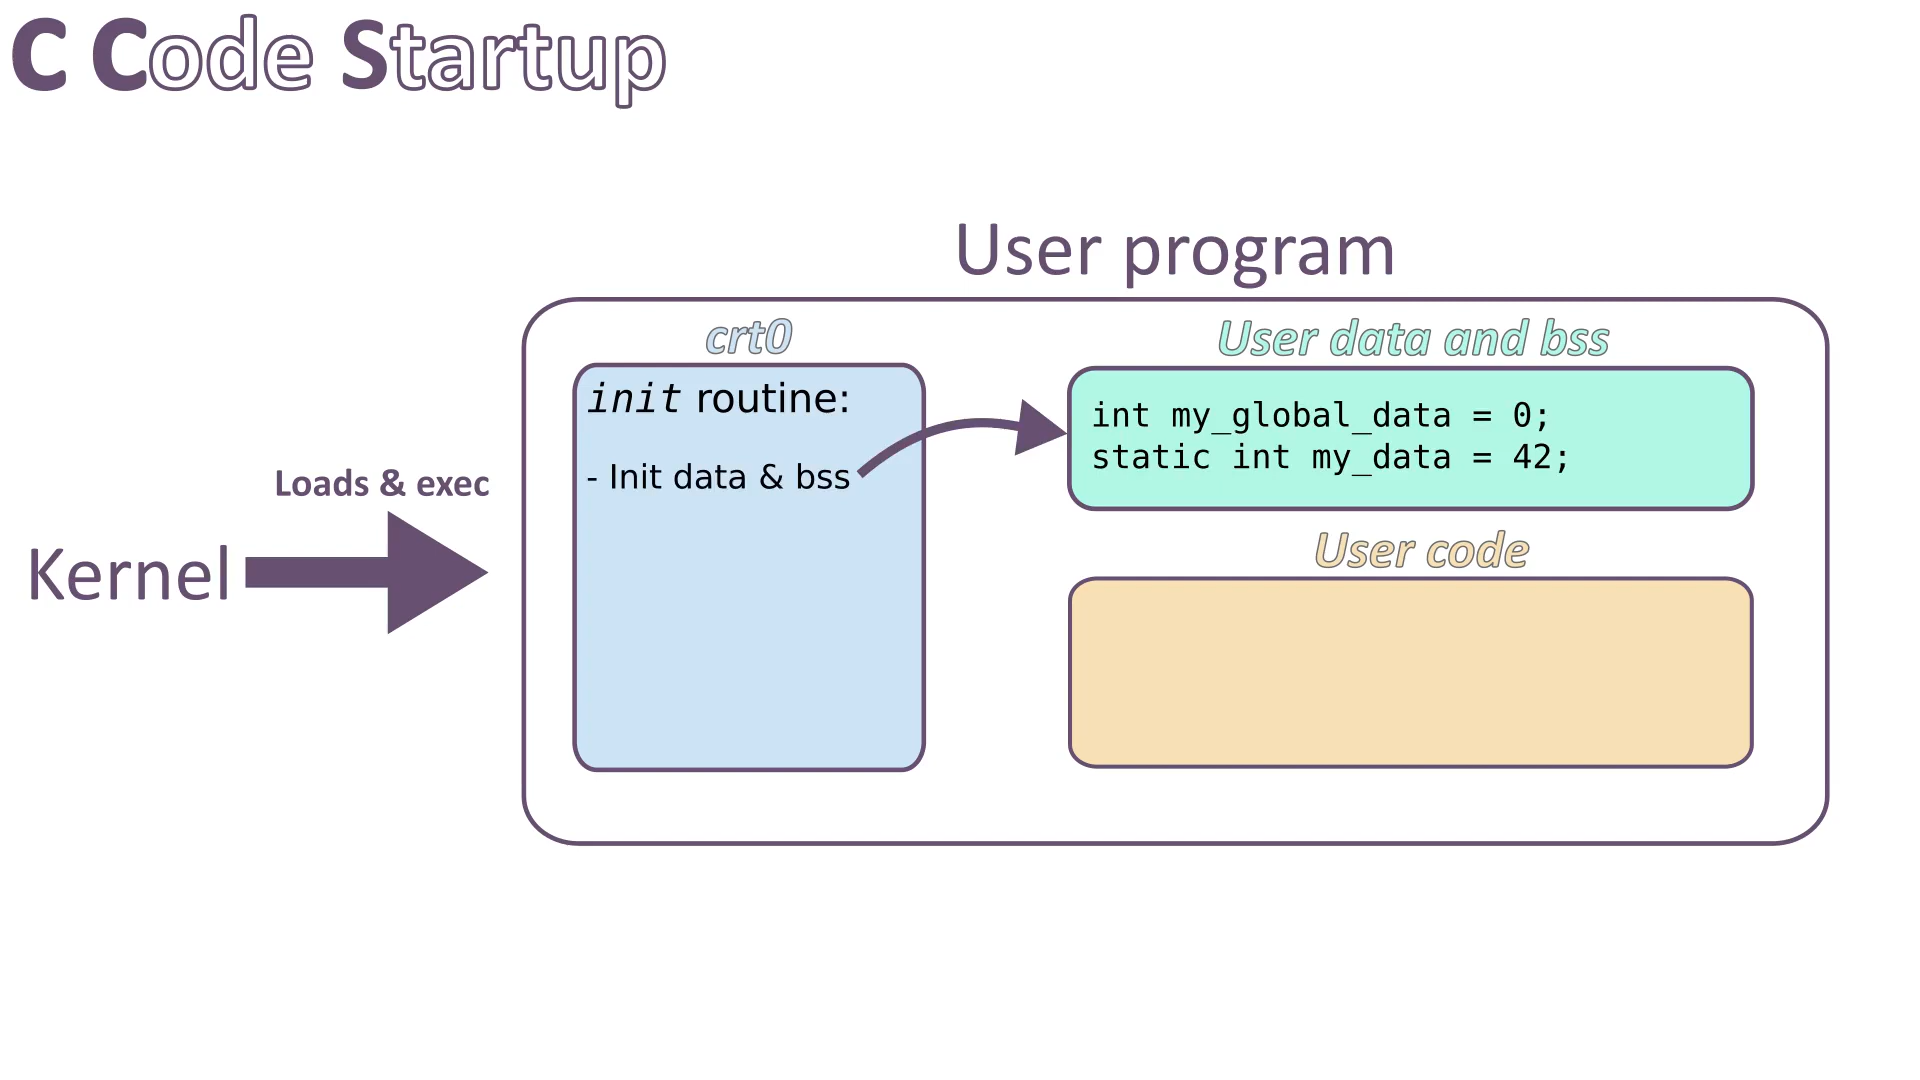 C Code Startup
User program
crt0
User data and bss
init routine:
int my_global_data = 0;
static int my_data = 42;
- Init data & bss
Loads & exec
Kernel
User code